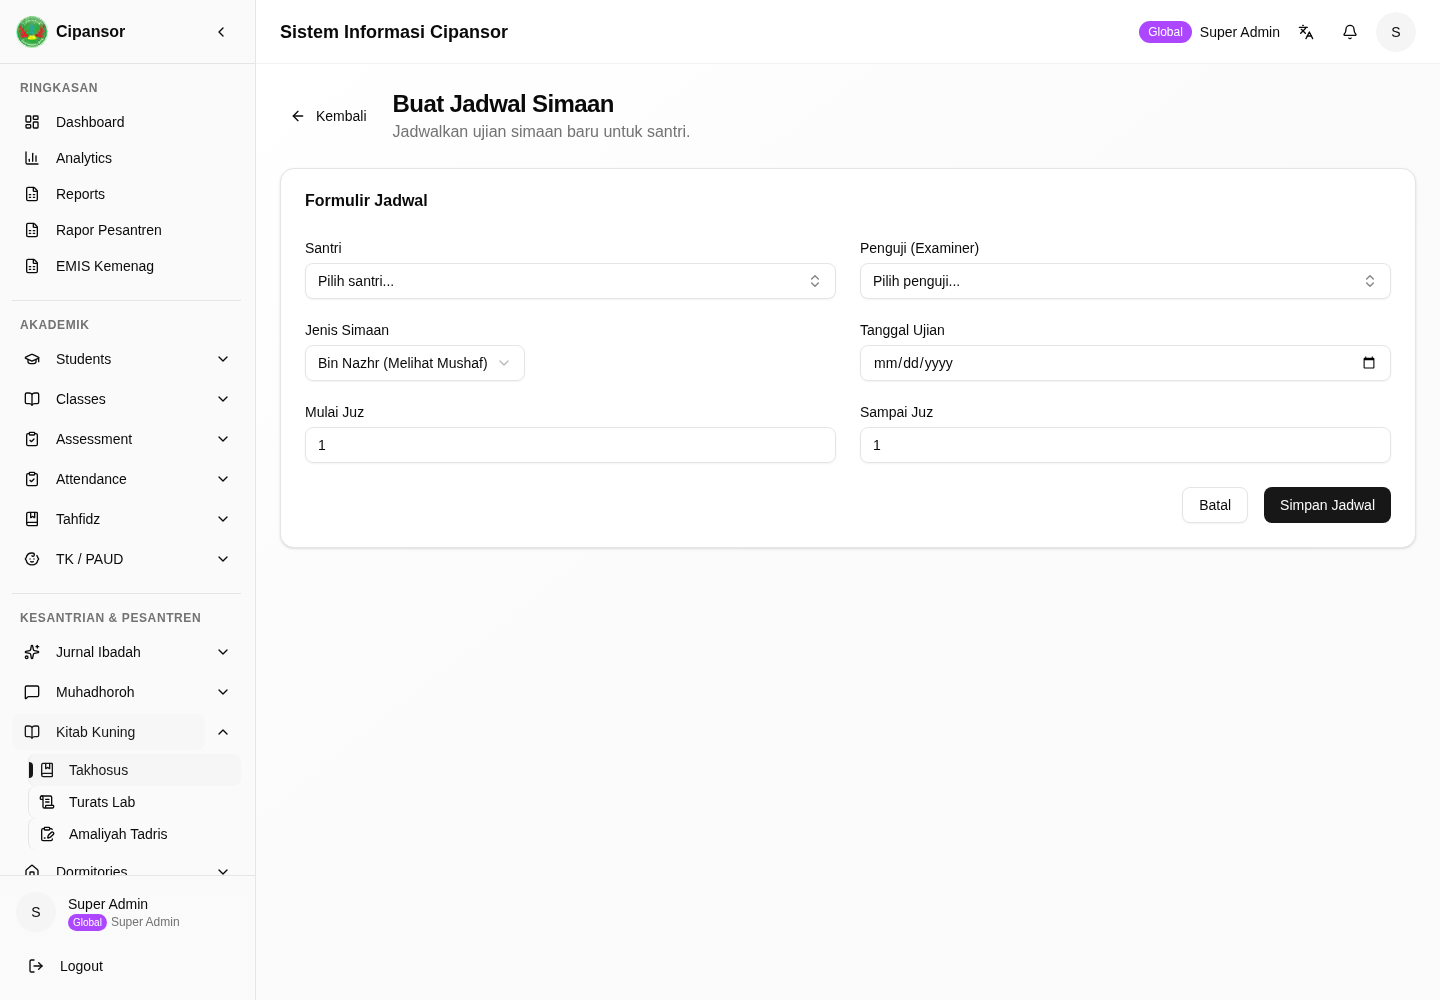 Cipansor
RINGKASAN
Dashboard
Analytics
Reports
Rapor Pesantren
EMIS Kemenag
AKADEMIK
Students
Classes
Assessment
Attendance
Tahfidz
TK / PAUD
KESANTRIAN & PESANTREN
Jurnal Ibadah
Muhadhoroh
Kitab Kuning
Takhosus
Turats Lab
Amaliyah Tadris
Dormitories
S
Super Admin
Global Super Admin
Logout
Sistem Informasi Cipansor
Global Super Admin
S
Kembali
Buat Jadwal Simaan
Jadwalkan ujian simaan baru untuk santri.
Formulir Jadwal
Santri
Pilih santri...
Penguji (Examiner)
Pilih penguji...
Jenis Simaan
Bin Nazhr (Melihat Mushaf)
Tanggal Ujian
mm/dd/yyyy
Mulai Juz
1
Sampai Juz
1
Batal
Simpan Jadwal